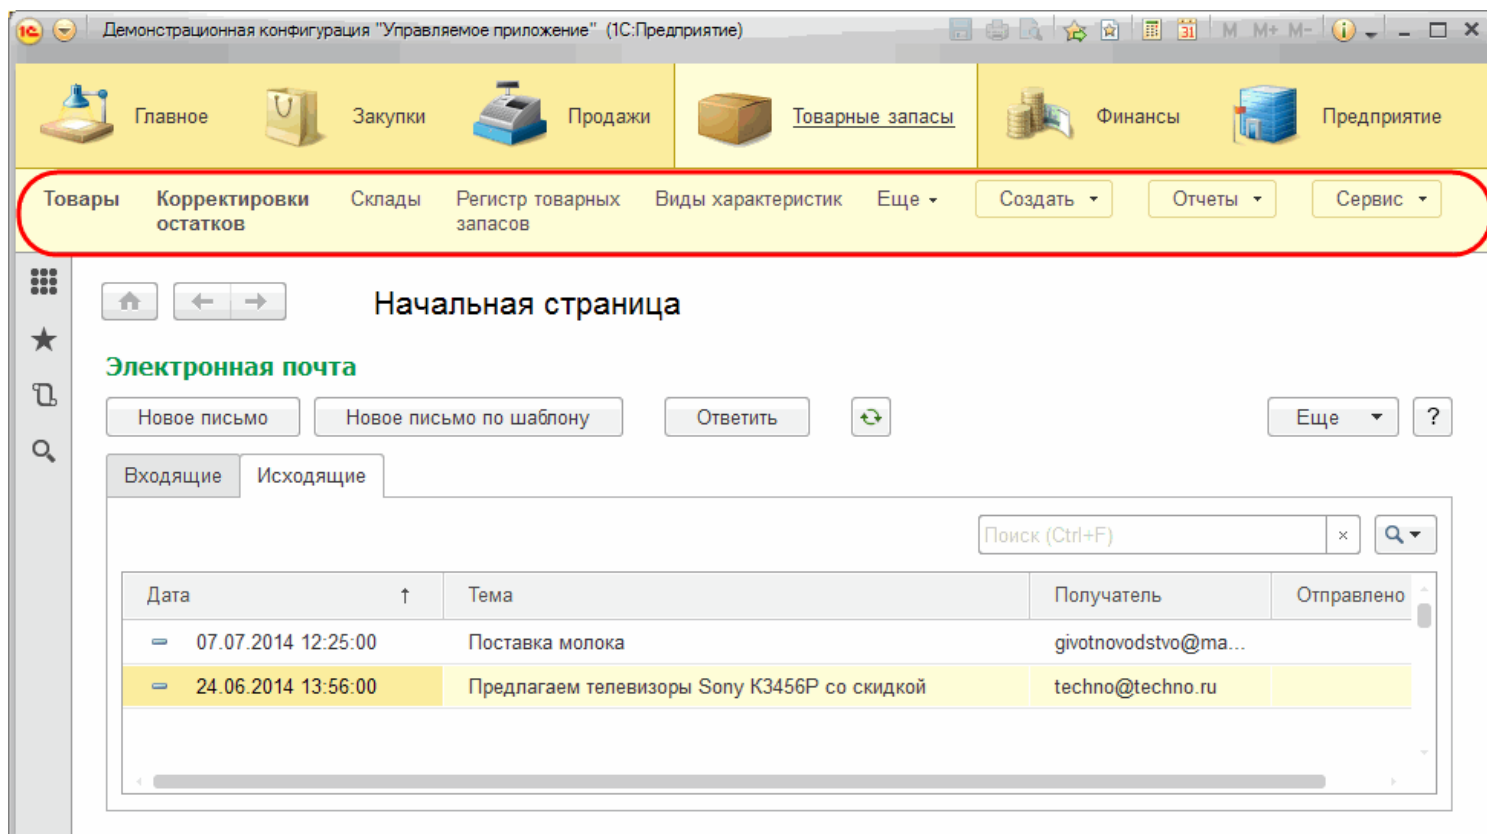 1С Демонстрационная конфигурация "Управляемое приложение" (1С:Предприятие) 31 M M+ M-
Главное Закупки Продажи Товарные запасы Финансы Предприятие
Товары Корректировки Склады Регистр товарных Виды характеристик Еще Создать Отчеты Сервис
остатков запасов
Начальная страница
Электронная почта
Новое письмо Новое письмо по шаблону Ответить Еще ?
Входящие Исходящие
Поиск (Ctrl+F) ×
Дата ↑ Тема Получатель Отправлено
07.07.2014 12:25:00 Поставка молока givotnovodstvo@ma...
24.06.2014 13:56:00 Предлагаем телевизоры Sony K3456P со скидкой techno@techno.ru